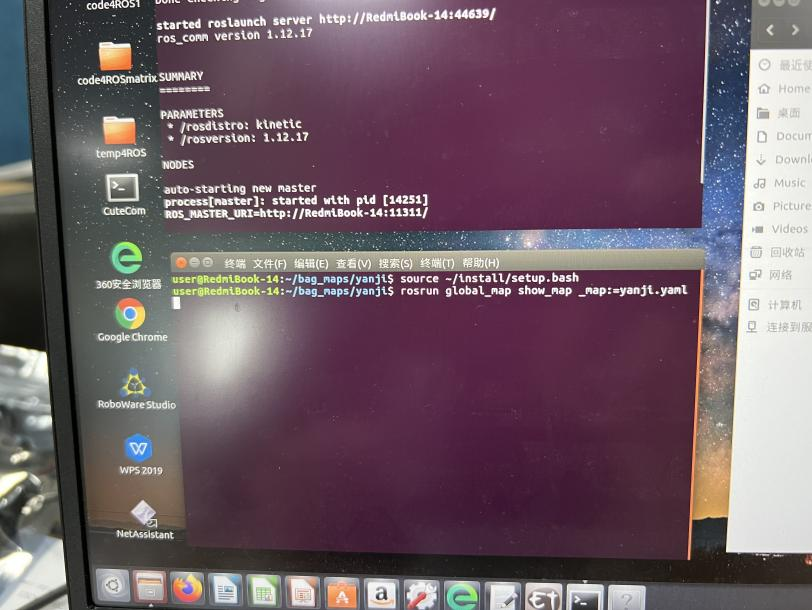 code4ROS1
code4ROSmatrix
temp4ROS
CuteCom
360安全浏览器
Google Chrome
RoboWare Studio
WPS 2019
NetAssistant
started roslaunch server http://RedmiBook-14:44639/
ros_comm version 1.12.17
SUMMARY
========
PARAMETERS
* /rosdistro: kinetic
* /rosversion: 1.12.17
NODES
auto-starting new master
process[master]: started with pid [14251]
ROS_MASTER_URI=http://RedmiBook-14:11311/
终端 文件(F) 编辑(E) 查看(V) 搜索(S) 终端(T) 帮助(H)
user@RedmiBook-14:~/bag_maps/yanji$ source ~/install/setup.bash
user@RedmiBook-14:~/bag_maps/yanji$ rosrun global_map show_map _map:=yanji.yaml
最近使
Home
桌面
Docum
Downl
Music
Picture
Videos
回收站
网络
计算机
连接到服